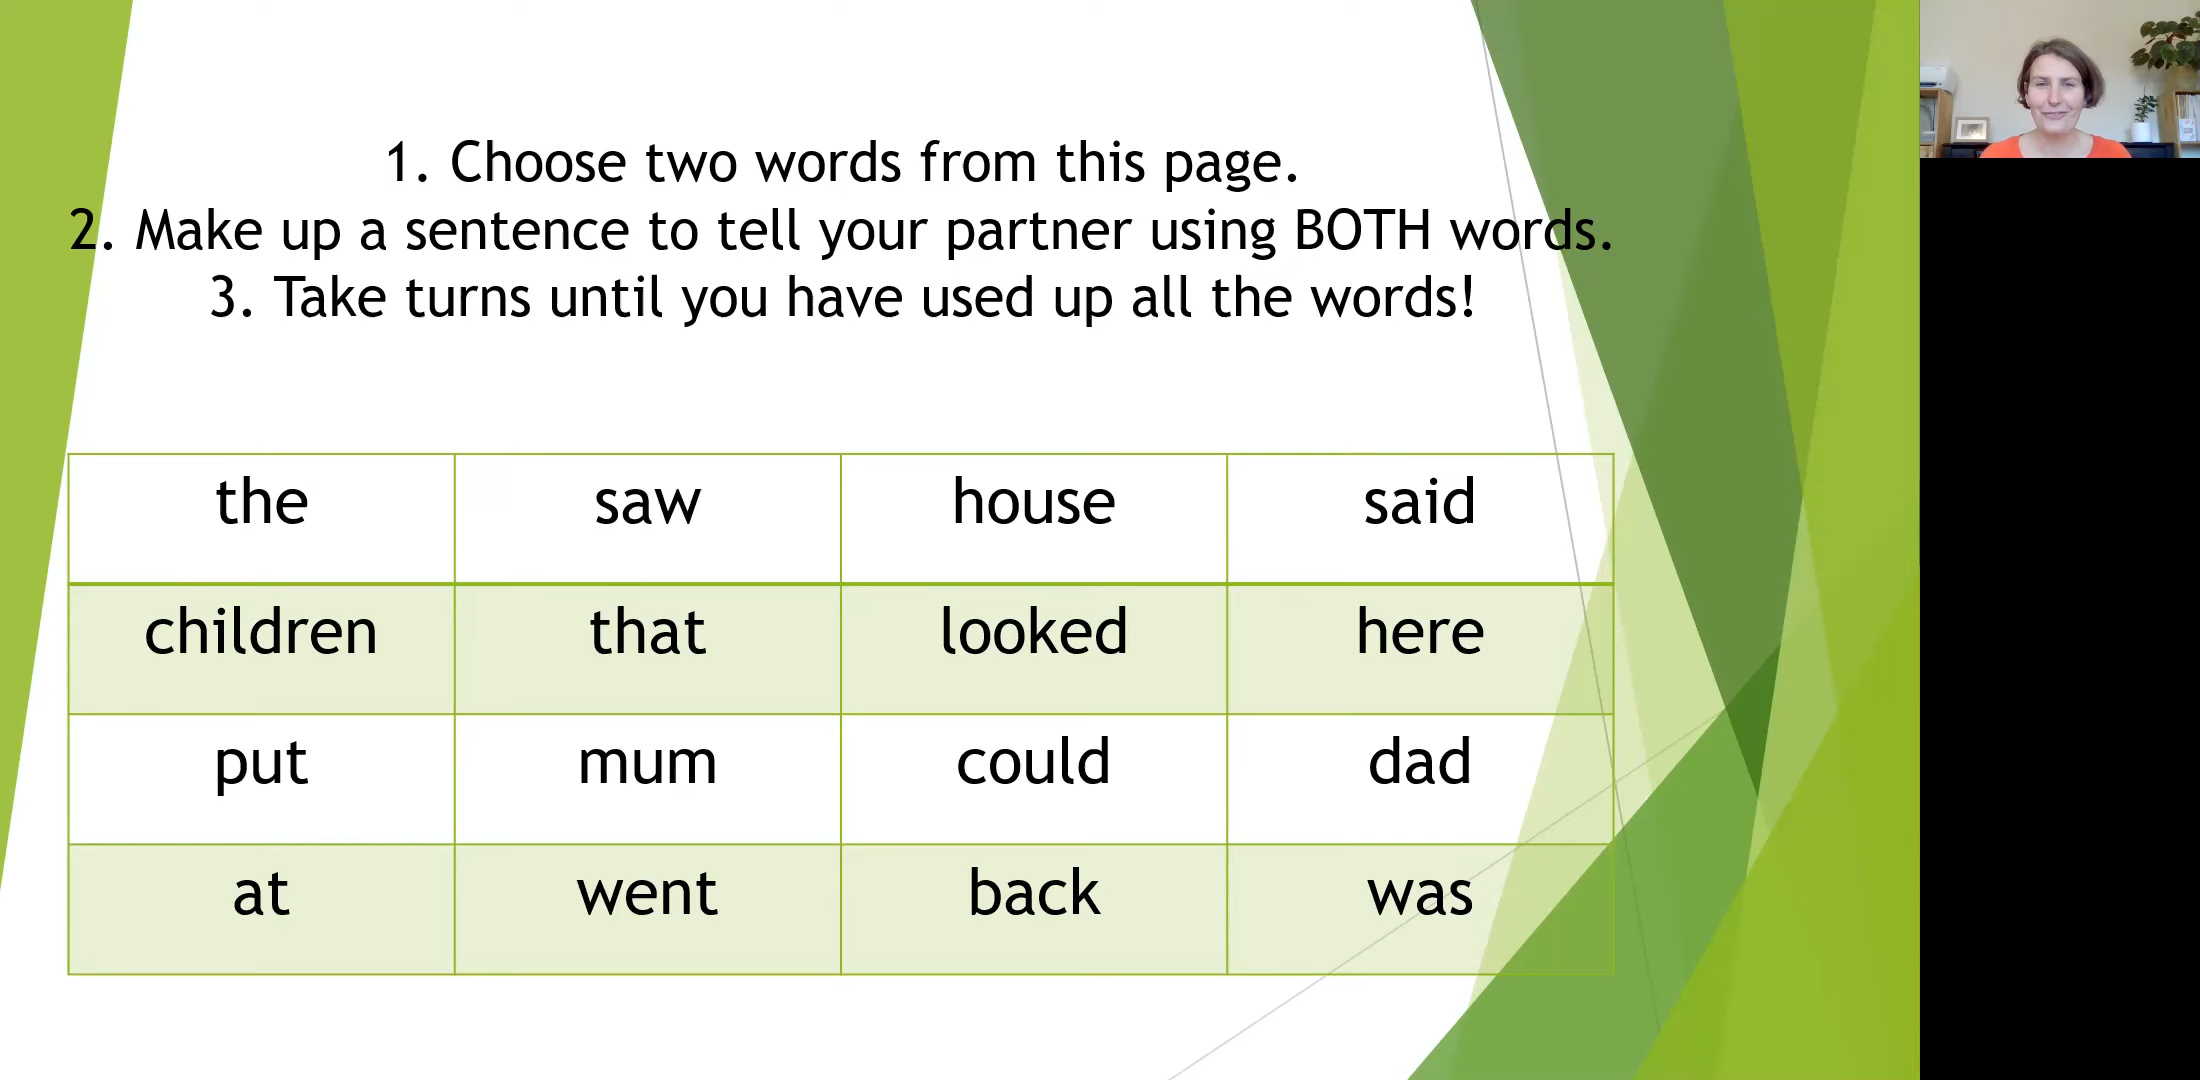 1. Choose two words from this page.
2. Make up a sentence to tell your partner using BOTH words.
3. Take turns until you have used up all the words!
the saw house said
children that looked here
put mum could dad
at went back was